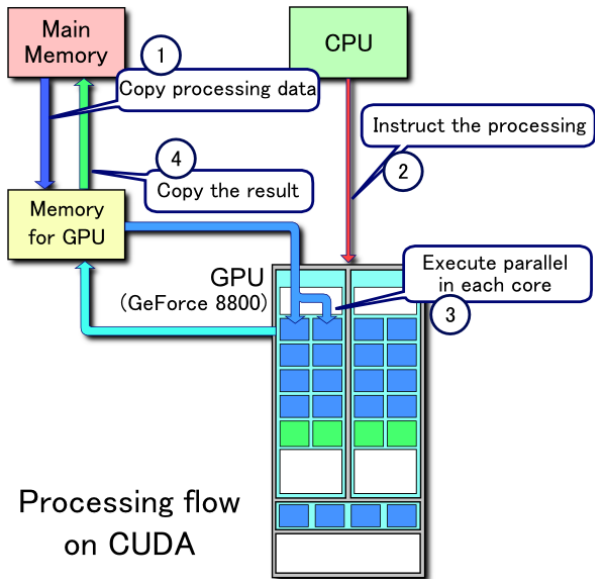 Main
Memory
CPU
1
Copy processing data
Instruct the processing
2
4
Copy the result
Memory
for GPU
GPU
(GeForce 8800)
Execute parallel
in each core
3
Processing flow
on CUDA